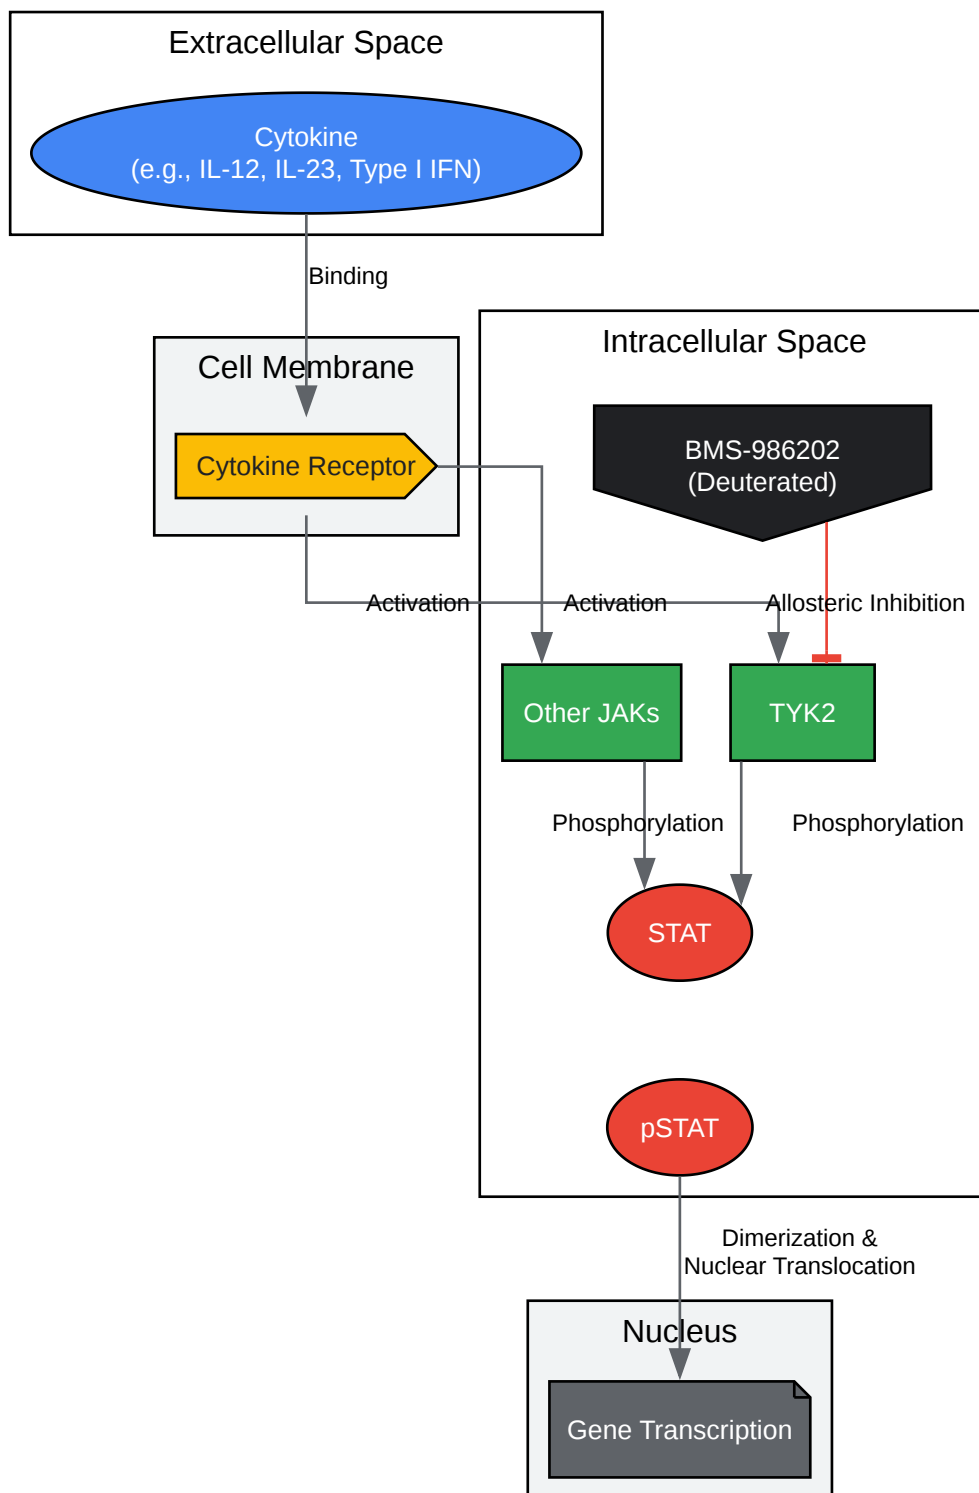 Extracellular Space
Cytokine
(e.g., IL-12, IL-23, Type I IFN)
Binding
Cell Membrane
Cytokine Receptor
Intracellular Space
BMS-986202
(Deuterated)
Activation
Activation
Allosteric Inhibition
Other JAKs
TYK2
Phosphorylation
Phosphorylation
STAT
pSTAT
Dimerization &
Nuclear Translocation
Nucleus
Gene Transcription